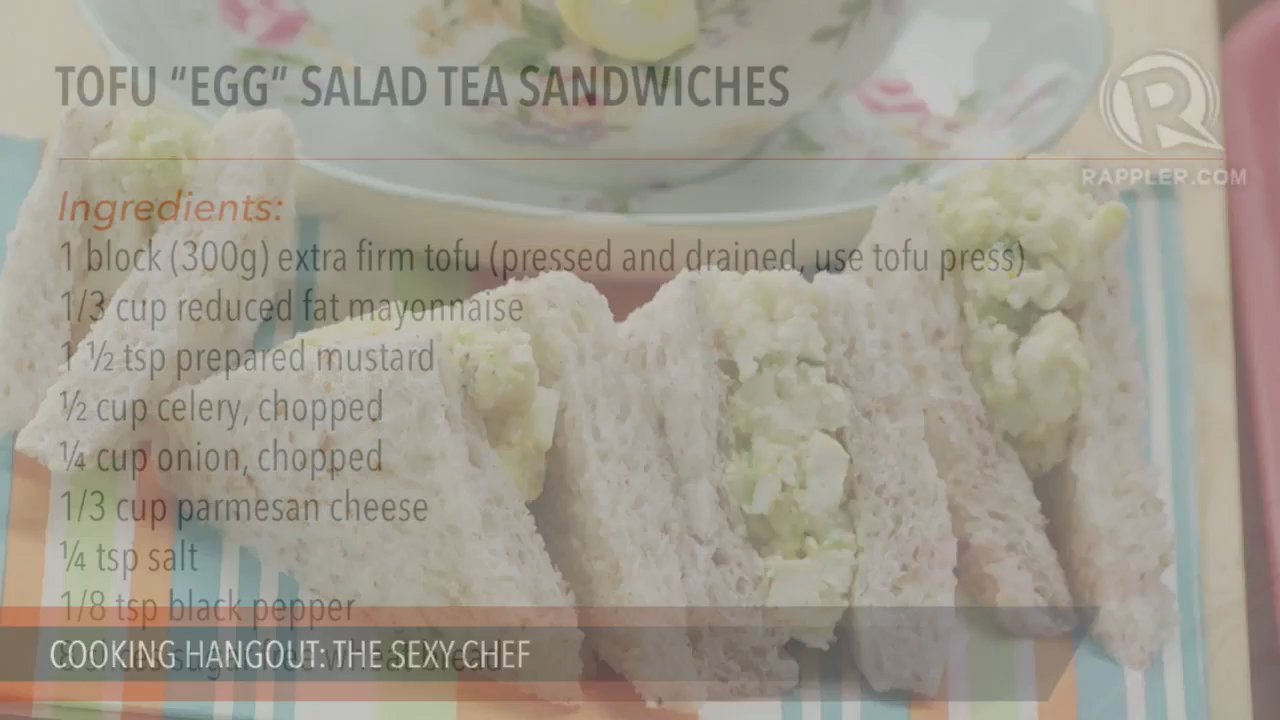 TOFU “EGG” SALAD TEA SANDWICHES
RAPPLER.COM
Ingredients:
1 block (300g) extra firm tofu (pressed and drained, use tofu press)
1/3 cup reduced fat mayonnaise
1 ½ tsp prepared mustard
½ cup celery, chopped
¼ cup onion, chopped
1/3 cup parmesan cheese
¼ tsp salt
1/8 tsp black pepper
COOKING HANGOUT: THE SEXY CHEF